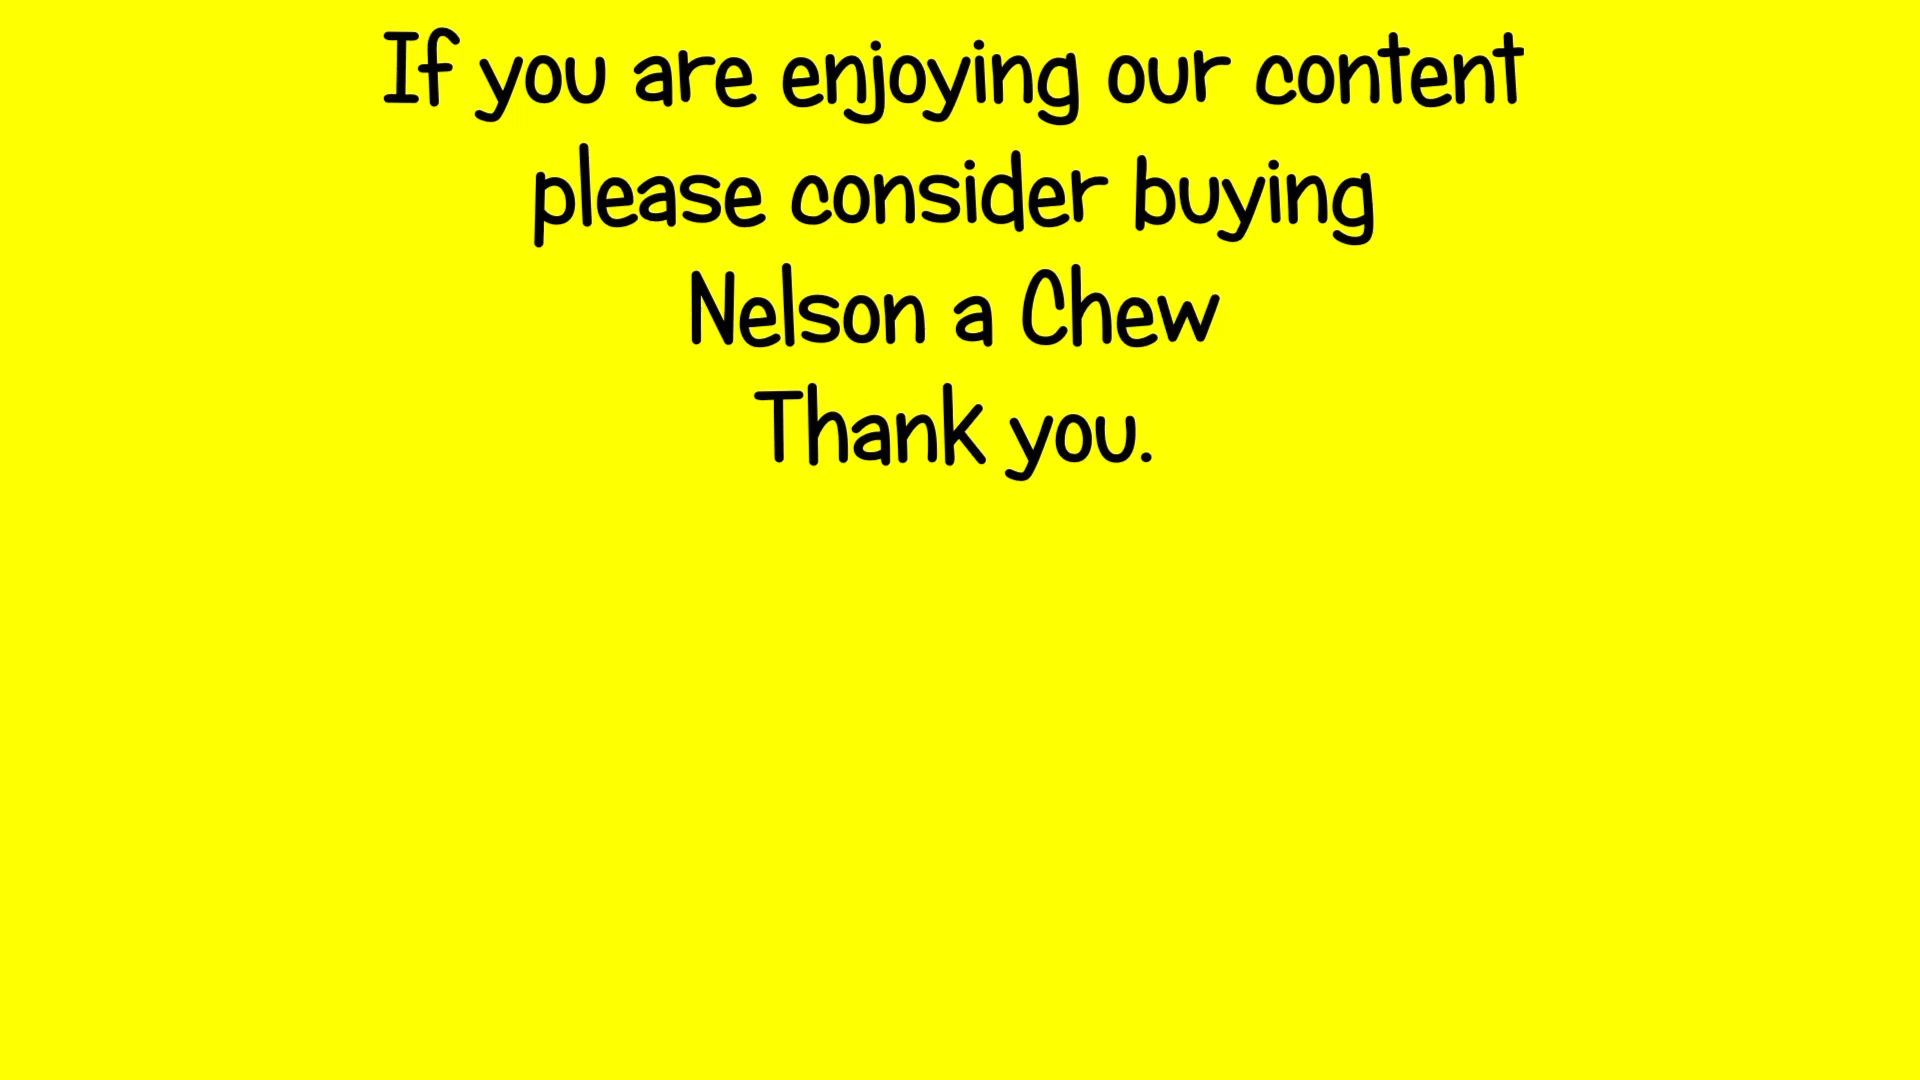 If you are enjoying our content
please consider buying
Nelson a Chew
Thank you.